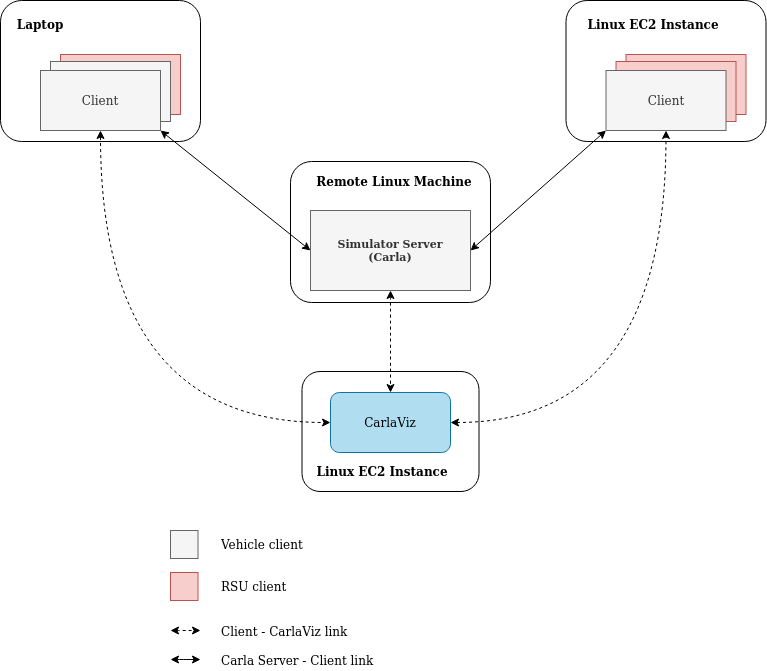 Laptop
Client
Linux EC2 Instance
Client
Remote Linux Machine
Simulator Server
(Carla)
CarlaViz
Linux EC2 Instance
Vehicle client
RSU client
Client - CarlaViz link
Carla Server - Client link